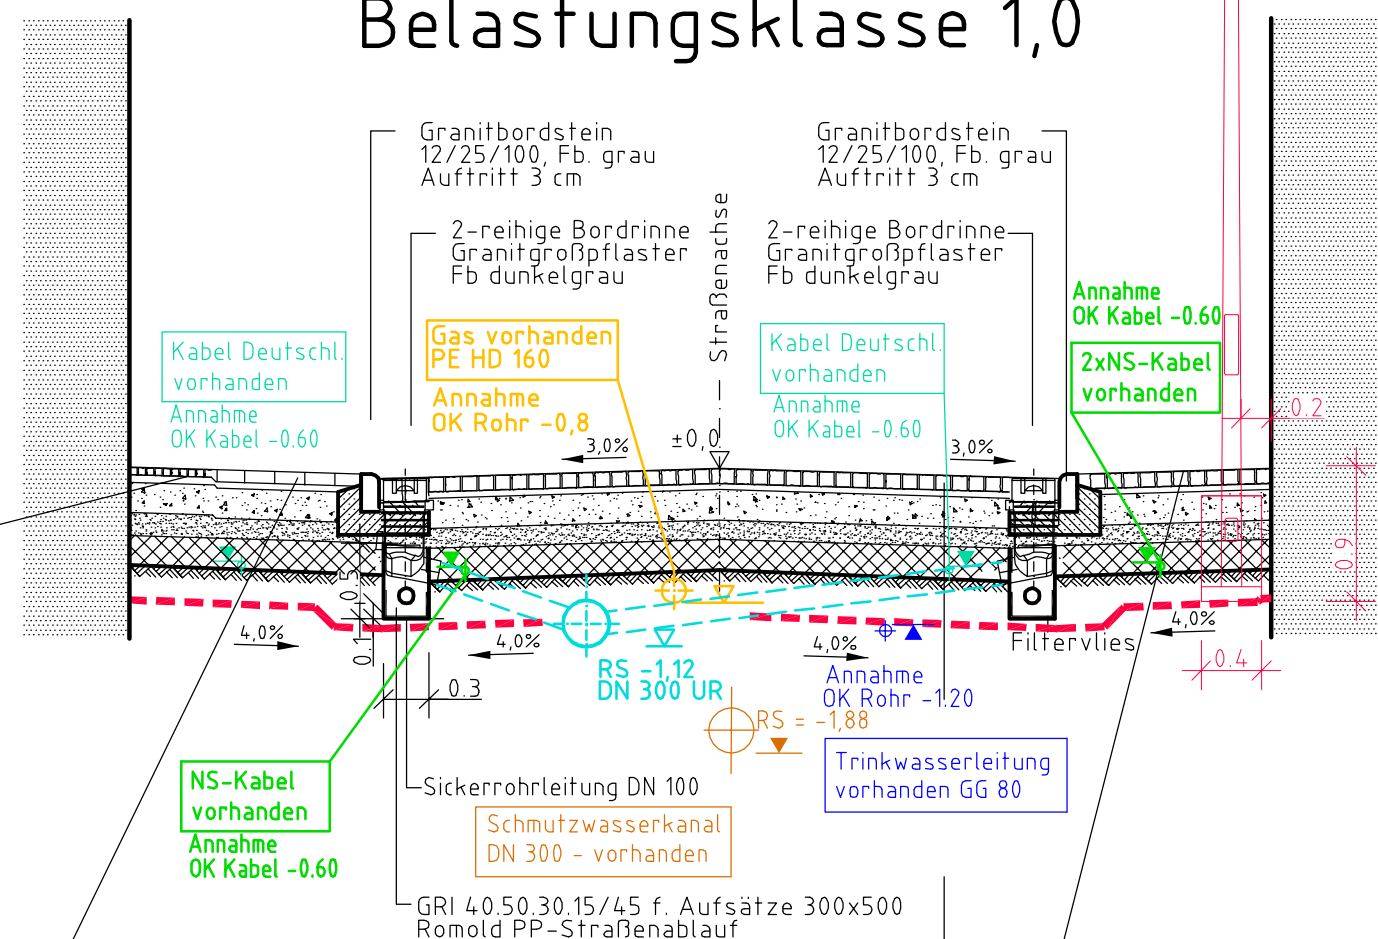 Belastungsklasse 1,0
Granitbordstein
12/25/100, Fb. grau
Auftritt 3 cm
Granitbordstein
12/25/100, Fb. grau
Auftritt 3 cm
2-reihige Bordrinne
Granitgroßpflaster
Fb dunkelgrau
Straßenachse
2-reihige Bordrinne
Granitgroßpflaster
Fb dunkelgrau
Annahme
OK Kabel -0.60
2xNS-Kabel
vorhanden
Kabel Deutschl.
vorhanden
Annahme
OK Kabel -0.60
Gas vorhanden
PE HD 160
Annahme
OK Rohr -0,8
Kabel Deutschl.
vorhanden
Annahme
OK Kabel -0.60
0.2
3,0%
±0,0
3,0%
0.9
0.5
0.1
4,0%
4,0%
4,0%
4,0%
Filtervlies
0.3
0.4
RS -1,12
DN 300 UR
Annahme
OK Rohr -1.20
RS = -1,88
Trinkwasserleitung
vorhanden GG 80
NS-Kabel
vorhanden
Annahme
OK Kabel -0.60
Sickerrohrleitung DN 100
Schmutzwasserkanal
DN 300 - vorhanden
GRI 40.50.30.15/45 f. Aufsätze 300x500
Romold PP-Straßenablauf